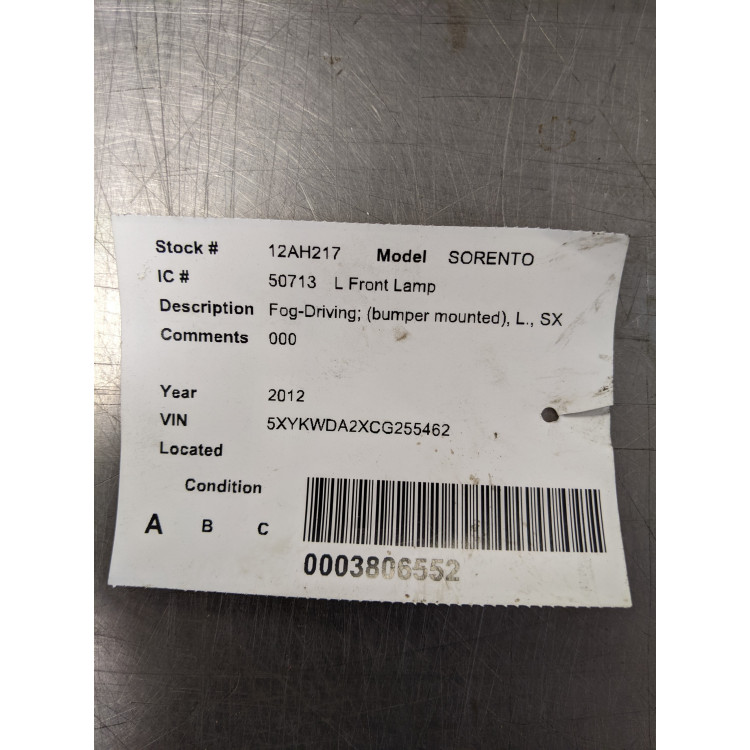 Stock # 12AH217 Model SORENTO
IC # 50713 L Front Lamp
Description Fog-Driving; (bumper mounted), L., SX
Comments 000
Year 2012
VIN 5XYKWDA2XCG255462
Located
Condition
A B C
0003806552